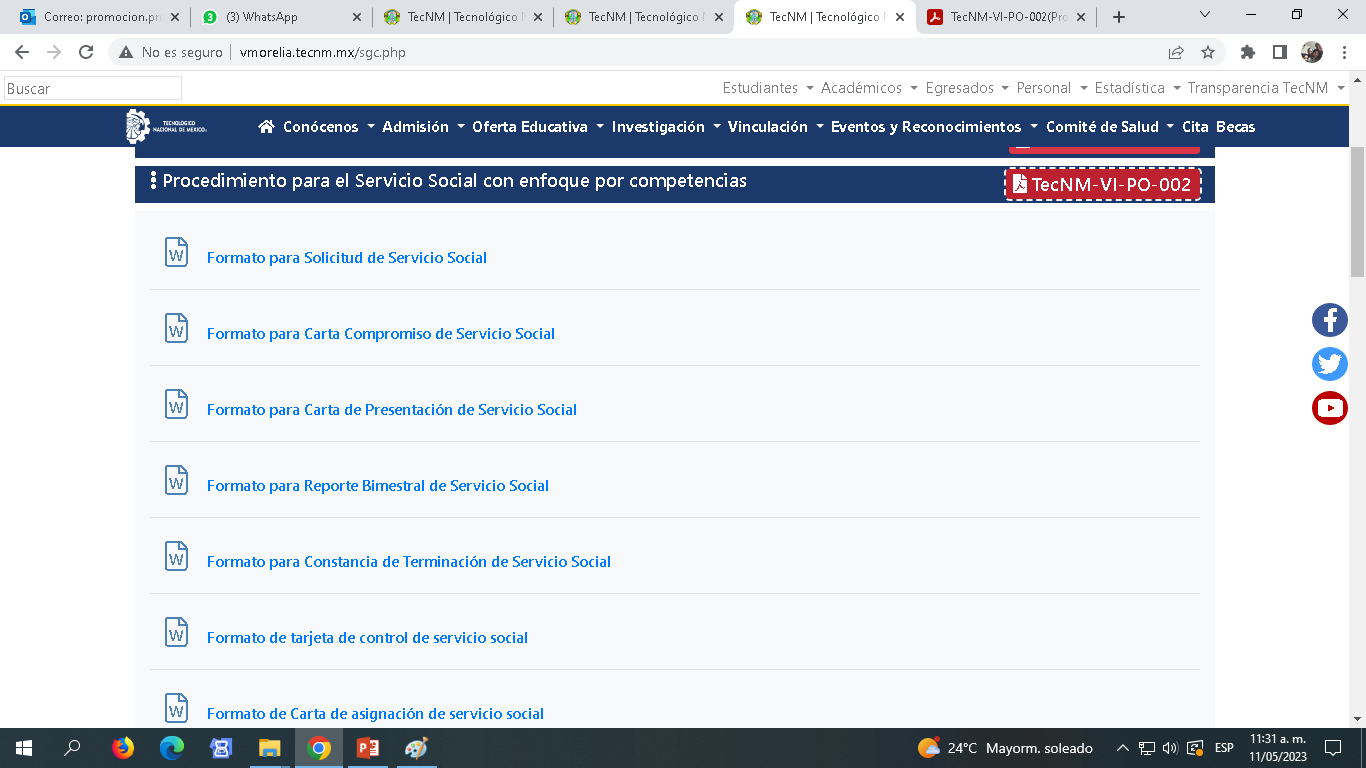 Correo: promocion.pr
(3) WhatsApp
TecNM | Tecnológico
TecNM | Tecnológico
TecNM | Tecnológico
TecNM-VI-PO-002(Pro
No es seguro
vmorelia.tecnm.mx/sgc.php
Buscar
Estudiantes Académicos Egresados Personal Estadística Transparencia TecNM
TECNOLÓGICO
NACIONAL DE MÉXICO
Conócenos Admisión Oferta Educativa Investigación Vinculación Eventos y Reconocimientos Comité de Salud Cita Becas
Procedimiento para el Servicio Social con enfoque por competencias
TecNM-VI-PO-002
Formato para Solicitud de Servicio Social
Formato para Carta Compromiso de Servicio Social
Formato para Carta de Presentación de Servicio Social
Formato para Reporte Bimestral de Servicio Social
Formato para Constancia de Terminación de Servicio Social
Formato de tarjeta de control de servicio social
Formato de Carta de asignación de servicio social
24°C Mayorm. soleado
ESP
11:31 a. m.
11/05/2023